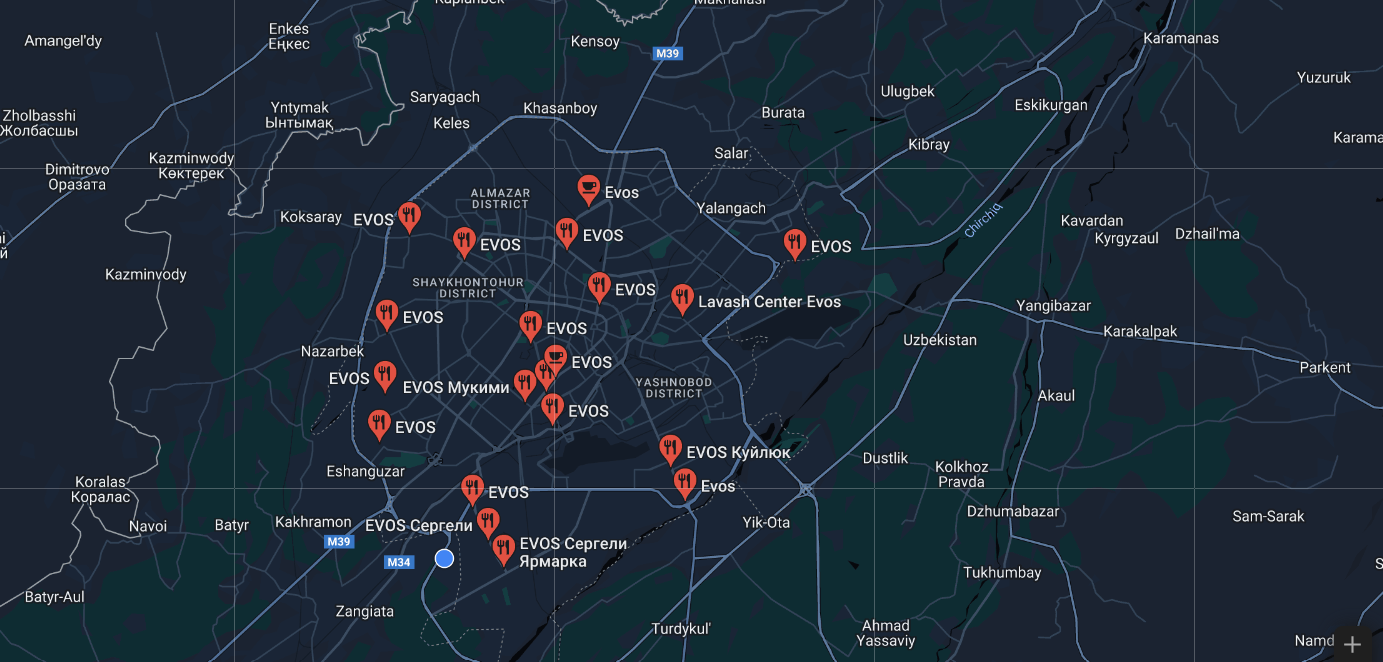 Kaplanbek
Makhallasi
Amangel'dy
Enkes
Еңкес
Kensoy
M39
Karamanas
Yuzuruk
Zholbasshi
Жолбасшы
Yntymak
Ынтымақ
Saryagach
Keles
Khasanboy
Burata
Ulugbek
Eskikurgan
Karama
Dimitrovo
Оразата
Kazminwody
Көктерек
Salar
Kibray
ALMAZAR
DISTRICT
Evos
Yalangach
Koksaray
EVOS
EVOS
EVOS
EVOS
Chirchiq
Kavardan
Kyrgyzaul
Dzhail'ma
Kazminvody
SHAYKHONTOHUR
DISTRICT
EVOS
Lavash Center Evos
Yangibazar
EVOS
EVOS
Uzbekistan
Karakalpak
Nazarbek
EVOS
EVOS
EVOS Мукими
YASHNOBOD
DISTRICT
Parkent
Akaul
EVOS
EVOS
EVOS Куйлюк
Dustlik
Eshanguzar
Kolkhoz
Pravda
Koralas
Коралас
EVOS
Evos
Navoi
Batyr
Kakhramon
EVOS Сергели
Yik-Ota
Dzhumabazar
Sam-Sarak
M39
M34
EVOS Сергели
Ярмарка
Tukhumbay
Batyr-Aul
Zangiata
Turdykul'
Ahmad
Yassaviy
Namd